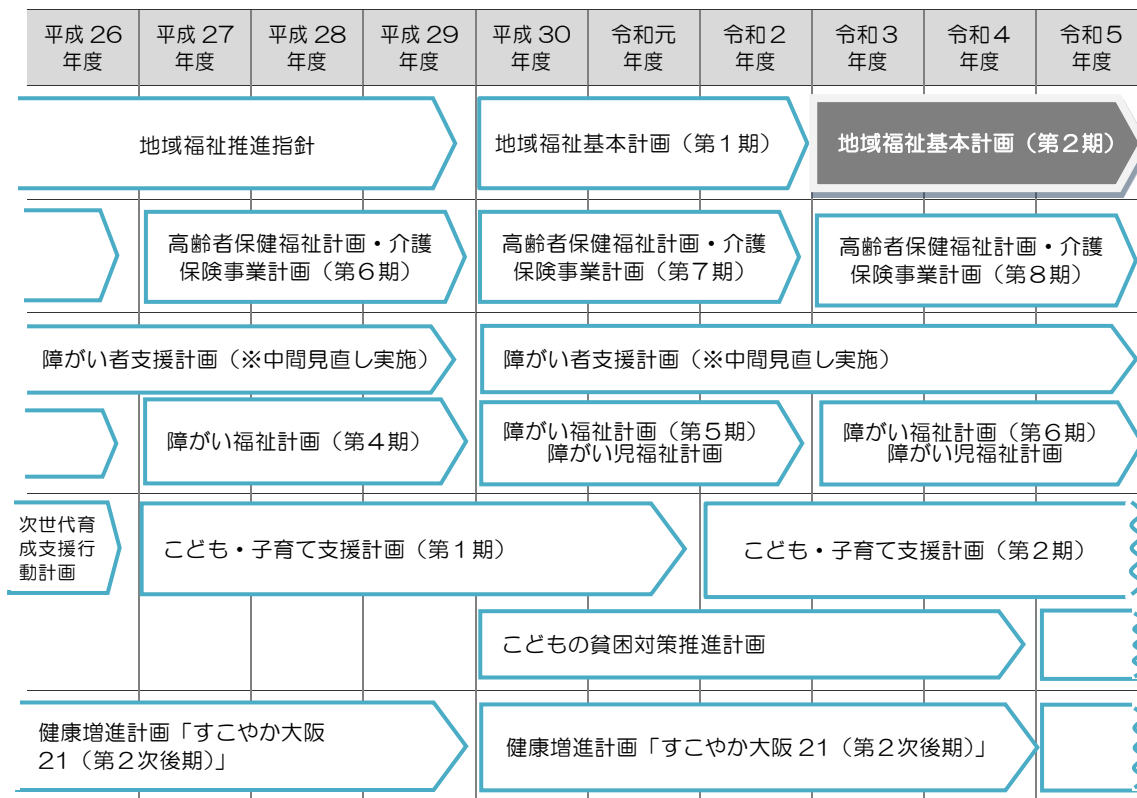 平成26
年度
平成27
年度
平成28
年度
平成29
年度
平成30
年度
令和元
年度
令和2
年度
令和3
年度
令和4
年度
令和5
年度
地域福祉推進指針
地域福祉基本計画（第1期）
地域福祉基本計画（第2期）
高齢者保健福祉計画・介護
保険事業計画（第6期）
高齢者保健福祉計画・介護
保険事業計画（第7期）
高齢者保健福祉計画・介護
保険事業計画（第8期）
障がい者支援計画（※中間見直し実施）
障がい者支援計画（※中間見直し実施）
障がい福祉計画（第4期）
障がい福祉計画（第5期）
障がい児福祉計画
障がい福祉計画（第6期）
障がい児福祉計画
次世代育
成支援行
動計画
こども・子育て支援計画（第1期）
こども・子育て支援計画（第2期）
こどもの貧困対策推進計画
健康増進計画「すこやか大阪
21（第2次後期）」
健康増進計画「すこやか大阪21（第2次後期）」